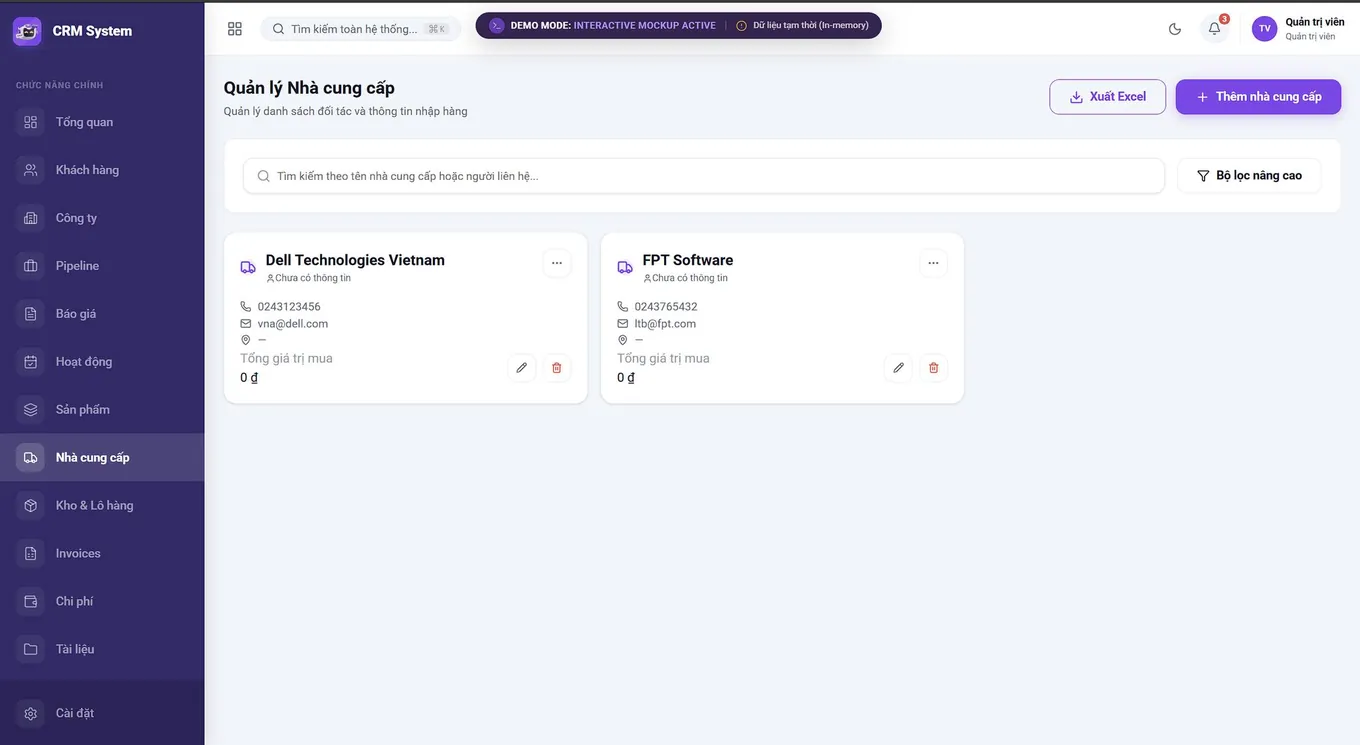 CRM System
Tìm kiếm toàn hệ thống... ⌘K
DEMO MODE: INTERACTIVE MOCKUP ACTIVE
Dữ liệu tạm thời (In-memory)
3
TV
Quản trị viên
Quản trị viên
CHỨC NĂNG CHÍNH
Tổng quan
Khách hàng
Công ty
Pipeline
Báo giá
Hoạt động
Sản phẩm
Nhà cung cấp
Kho & Lô hàng
Invoices
Chi phí
Tài liệu
Cài đặt
Quản lý Nhà cung cấp
Quản lý danh sách đối tác và thông tin nhập hàng
Xuất Excel
Thêm nhà cung cấp
Tìm kiếm theo tên nhà cung cấp hoặc người liên hệ...
Bộ lọc nâng cao
Dell Technologies Vietnam
Chưa có thông tin
0243123456
vna@dell.com
—
Tổng giá trị mua
0 ₫
FPT Software
Chưa có thông tin
0243765432
ltb@fpt.com
—
Tổng giá trị mua
0 ₫